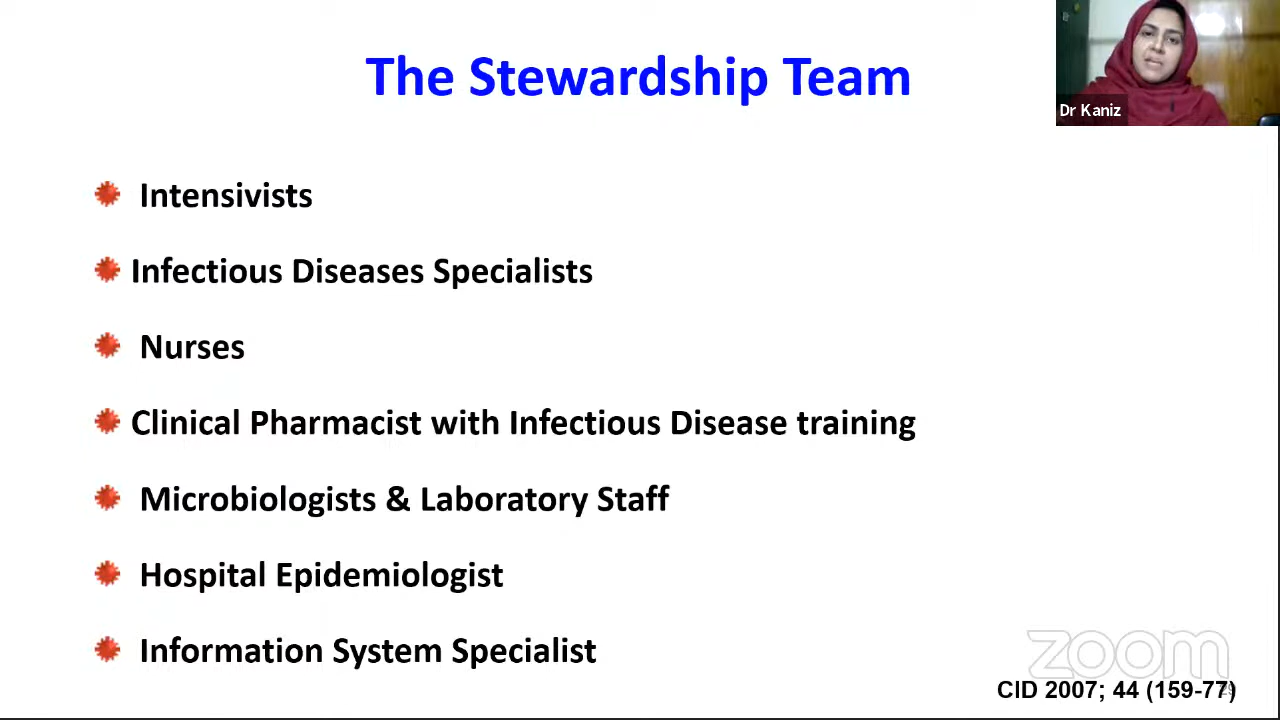 The Stewardship Team
Dr Kaniz
Intensivists
Infectious Diseases Specialists
Nurses
Clinical Pharmacist with Infectious Disease training
Microbiologists & Laboratory Staff
Hospital Epidemiologist
Information System Specialist
zoom
CID 2007; 44 (159-77)